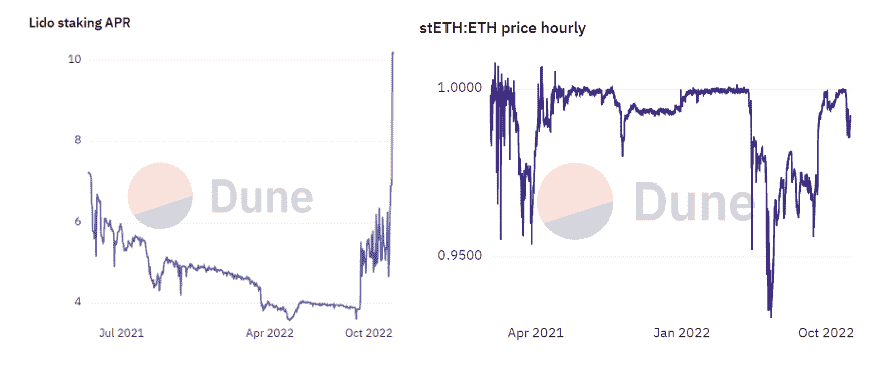 Lido staking APR
10
8
6
4
Jul 2021 Apr 2022 Oct 2022
Dune
stETH:ETH price hourly
1.0000
0.9500
Apr 2021 Jan 2022 Oct 2022
Dune